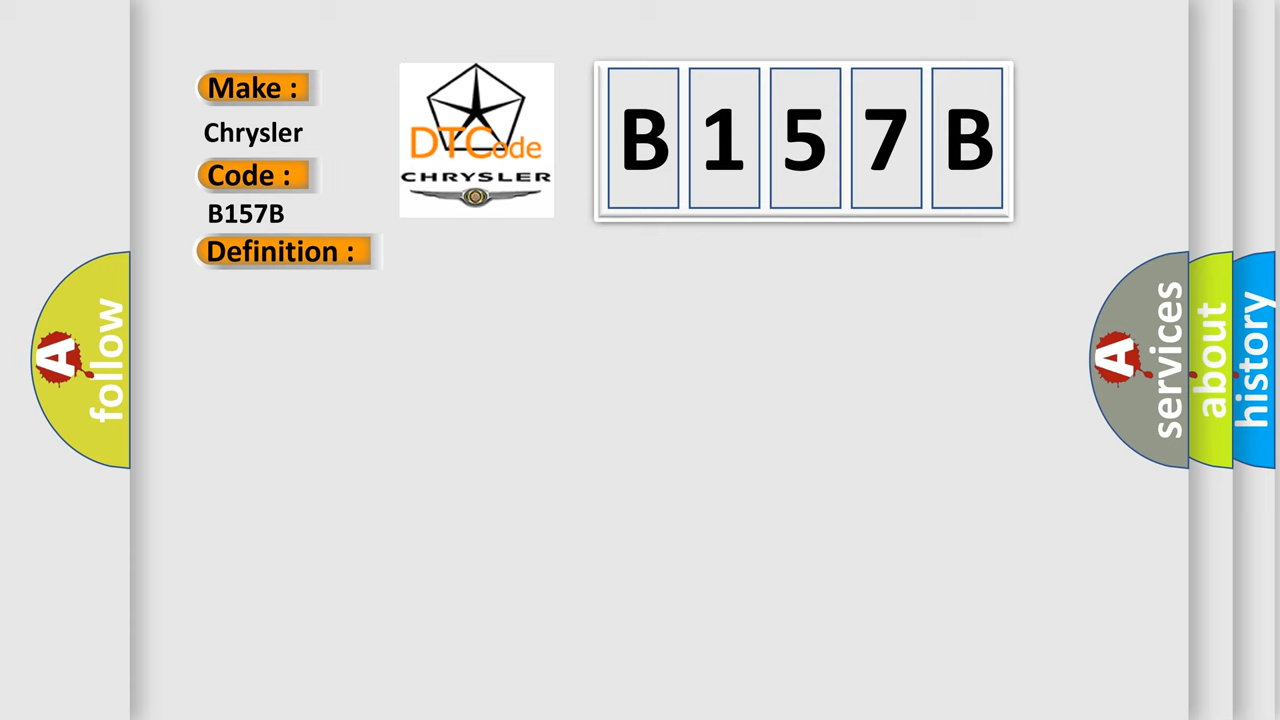 Make :
Chrysler
Code :
B157B
Definition :
DTCode
CHRYSLER
B 1 5 7 B
A follow
A services
about
history